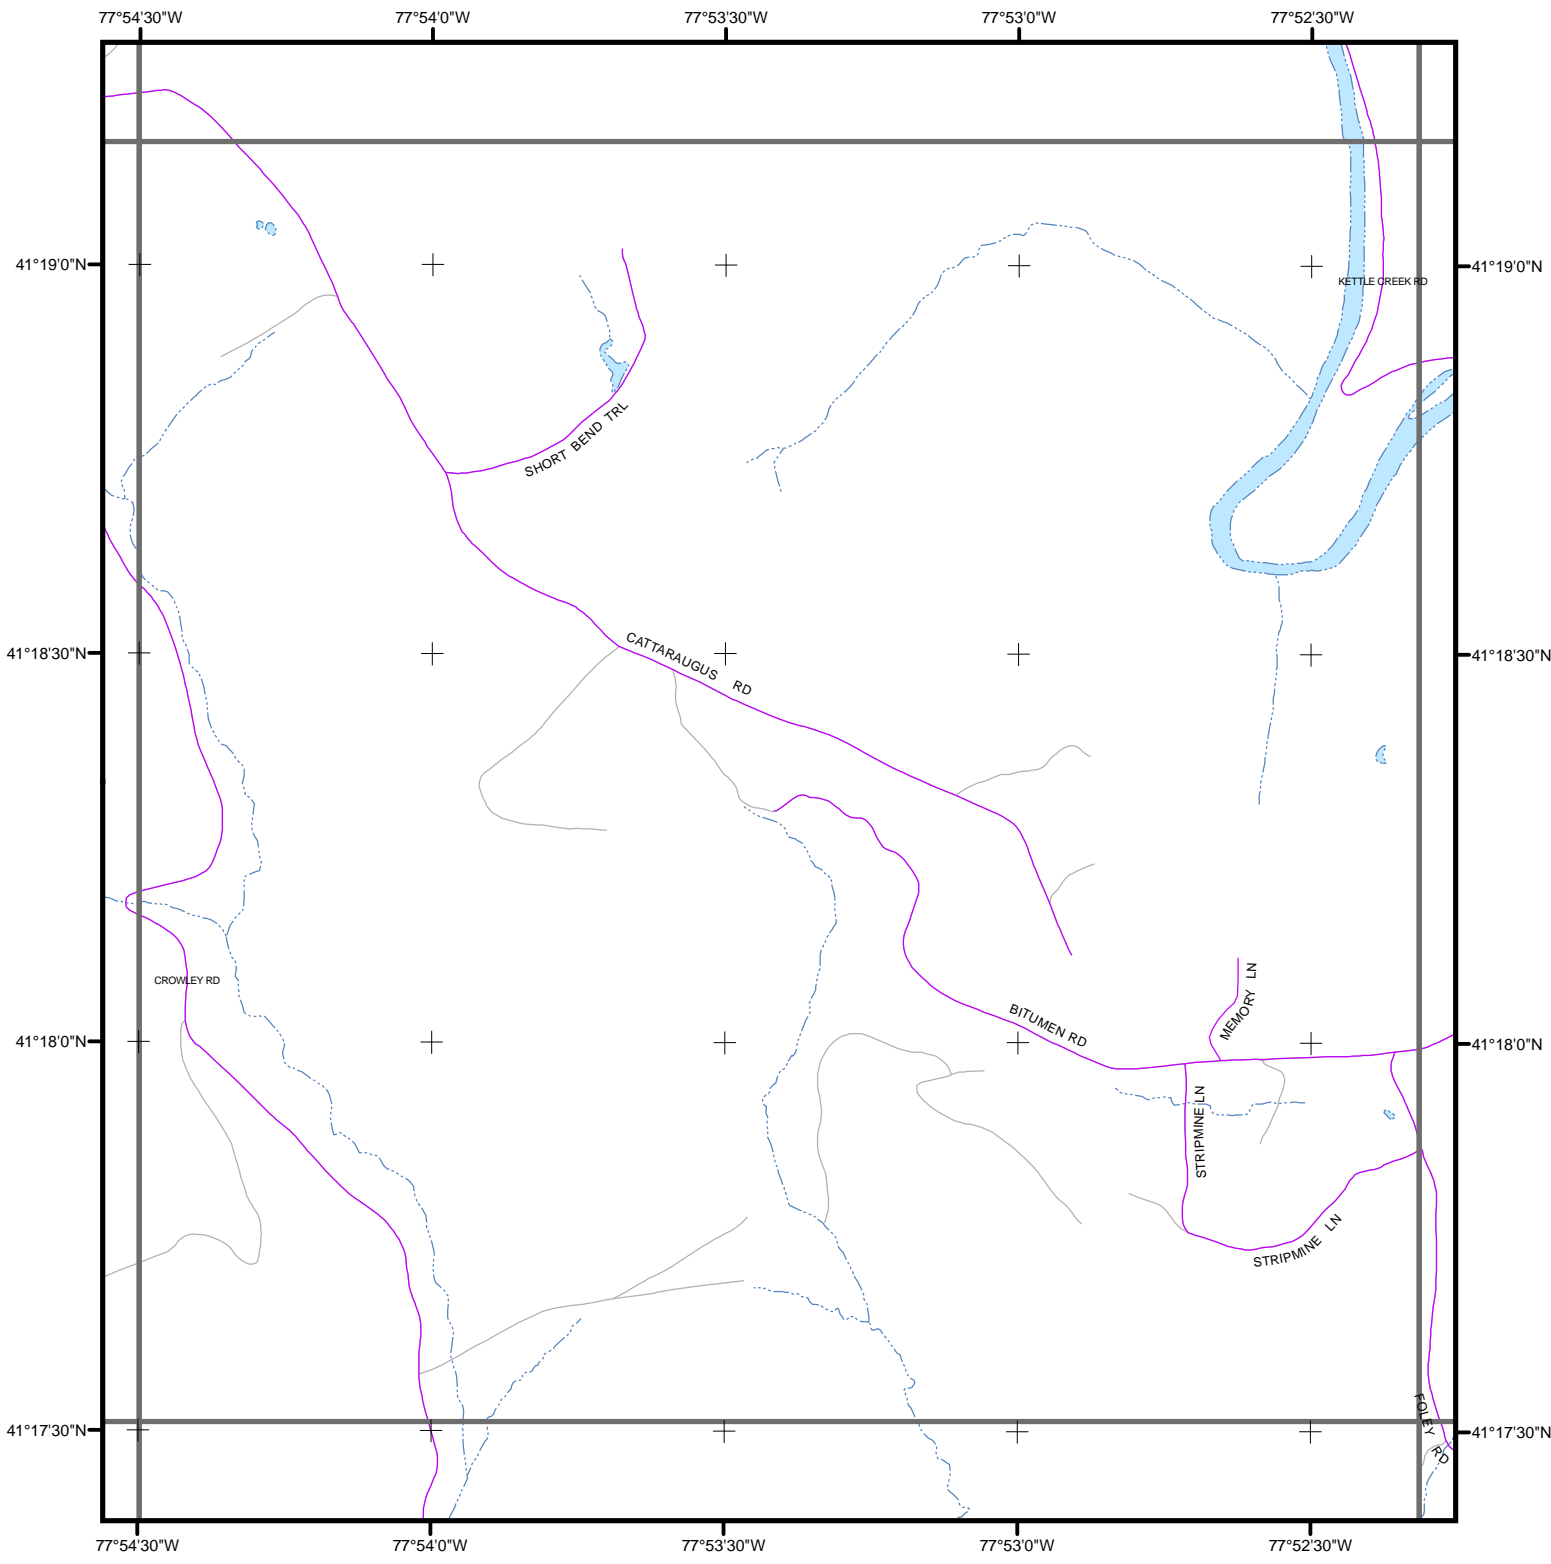 77°54'30"W 77°54'0"W 77°53'30"W 77°53'0"W 77°52'30"W
41°19'0"N 41°19'0"N
KETTLE CREEK RD
SHORT BEND TRL
41°18'30"N 41°18'30"N
CATTARAUGUS RD
MEMORY LN
CROWLEY RD
BITUMEN RD
41°18'0"N 41°18'0"N
STRIPMINE LN
STRIPMINE LN
FOLEY RD
41°17'30"N 41°17'30"N
77°54'30"W 77°54'0"W 77°53'30"W 77°53'0"W 77°52'30"W